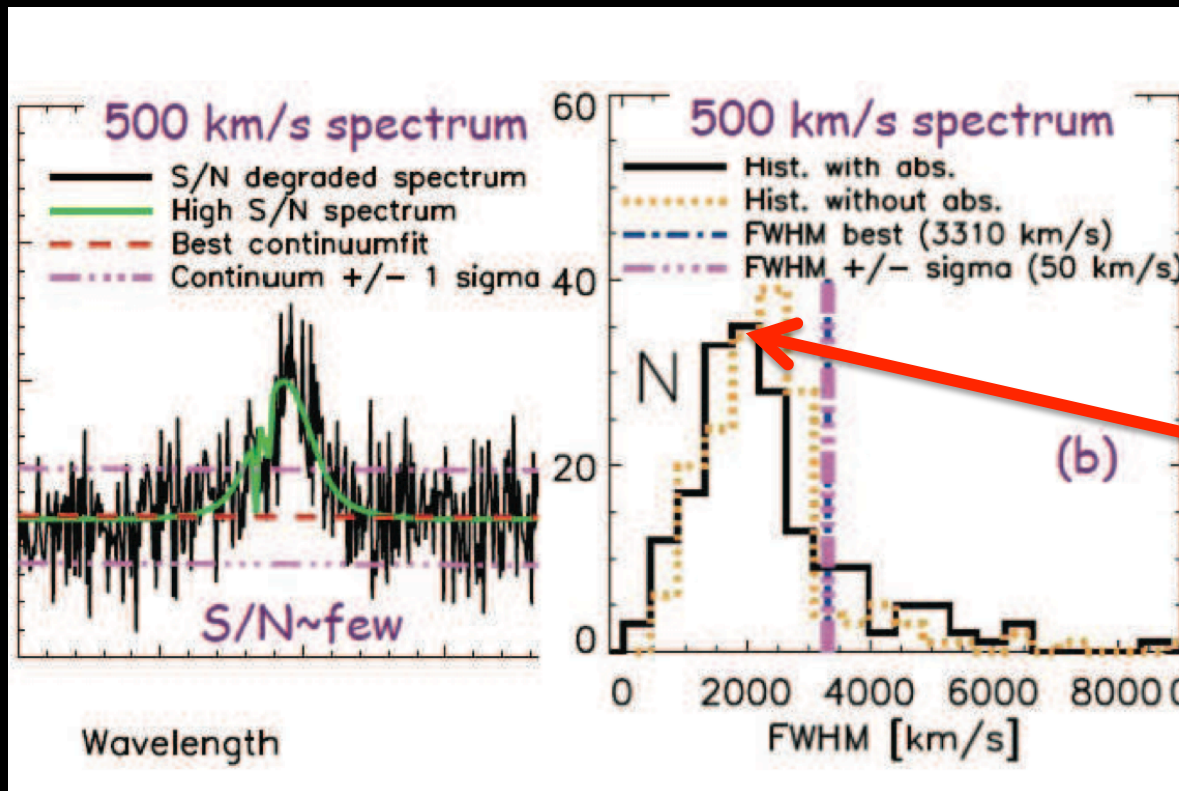 500 km/s spectrum
S/N degraded spectrum
High S/N spectrum
Best continuumfit
Continuum +/- 1 sigma
S/N~few
Wavelength
500 km/s spectrum
Hist. with abs.
Hist. without abs.
FWHM best (3310 km/s)
FWHM +/- sigma (50 km/s)
60
40
20
0
N
(b)
0 2000 4000 6000 8000
FWHM [km/s]